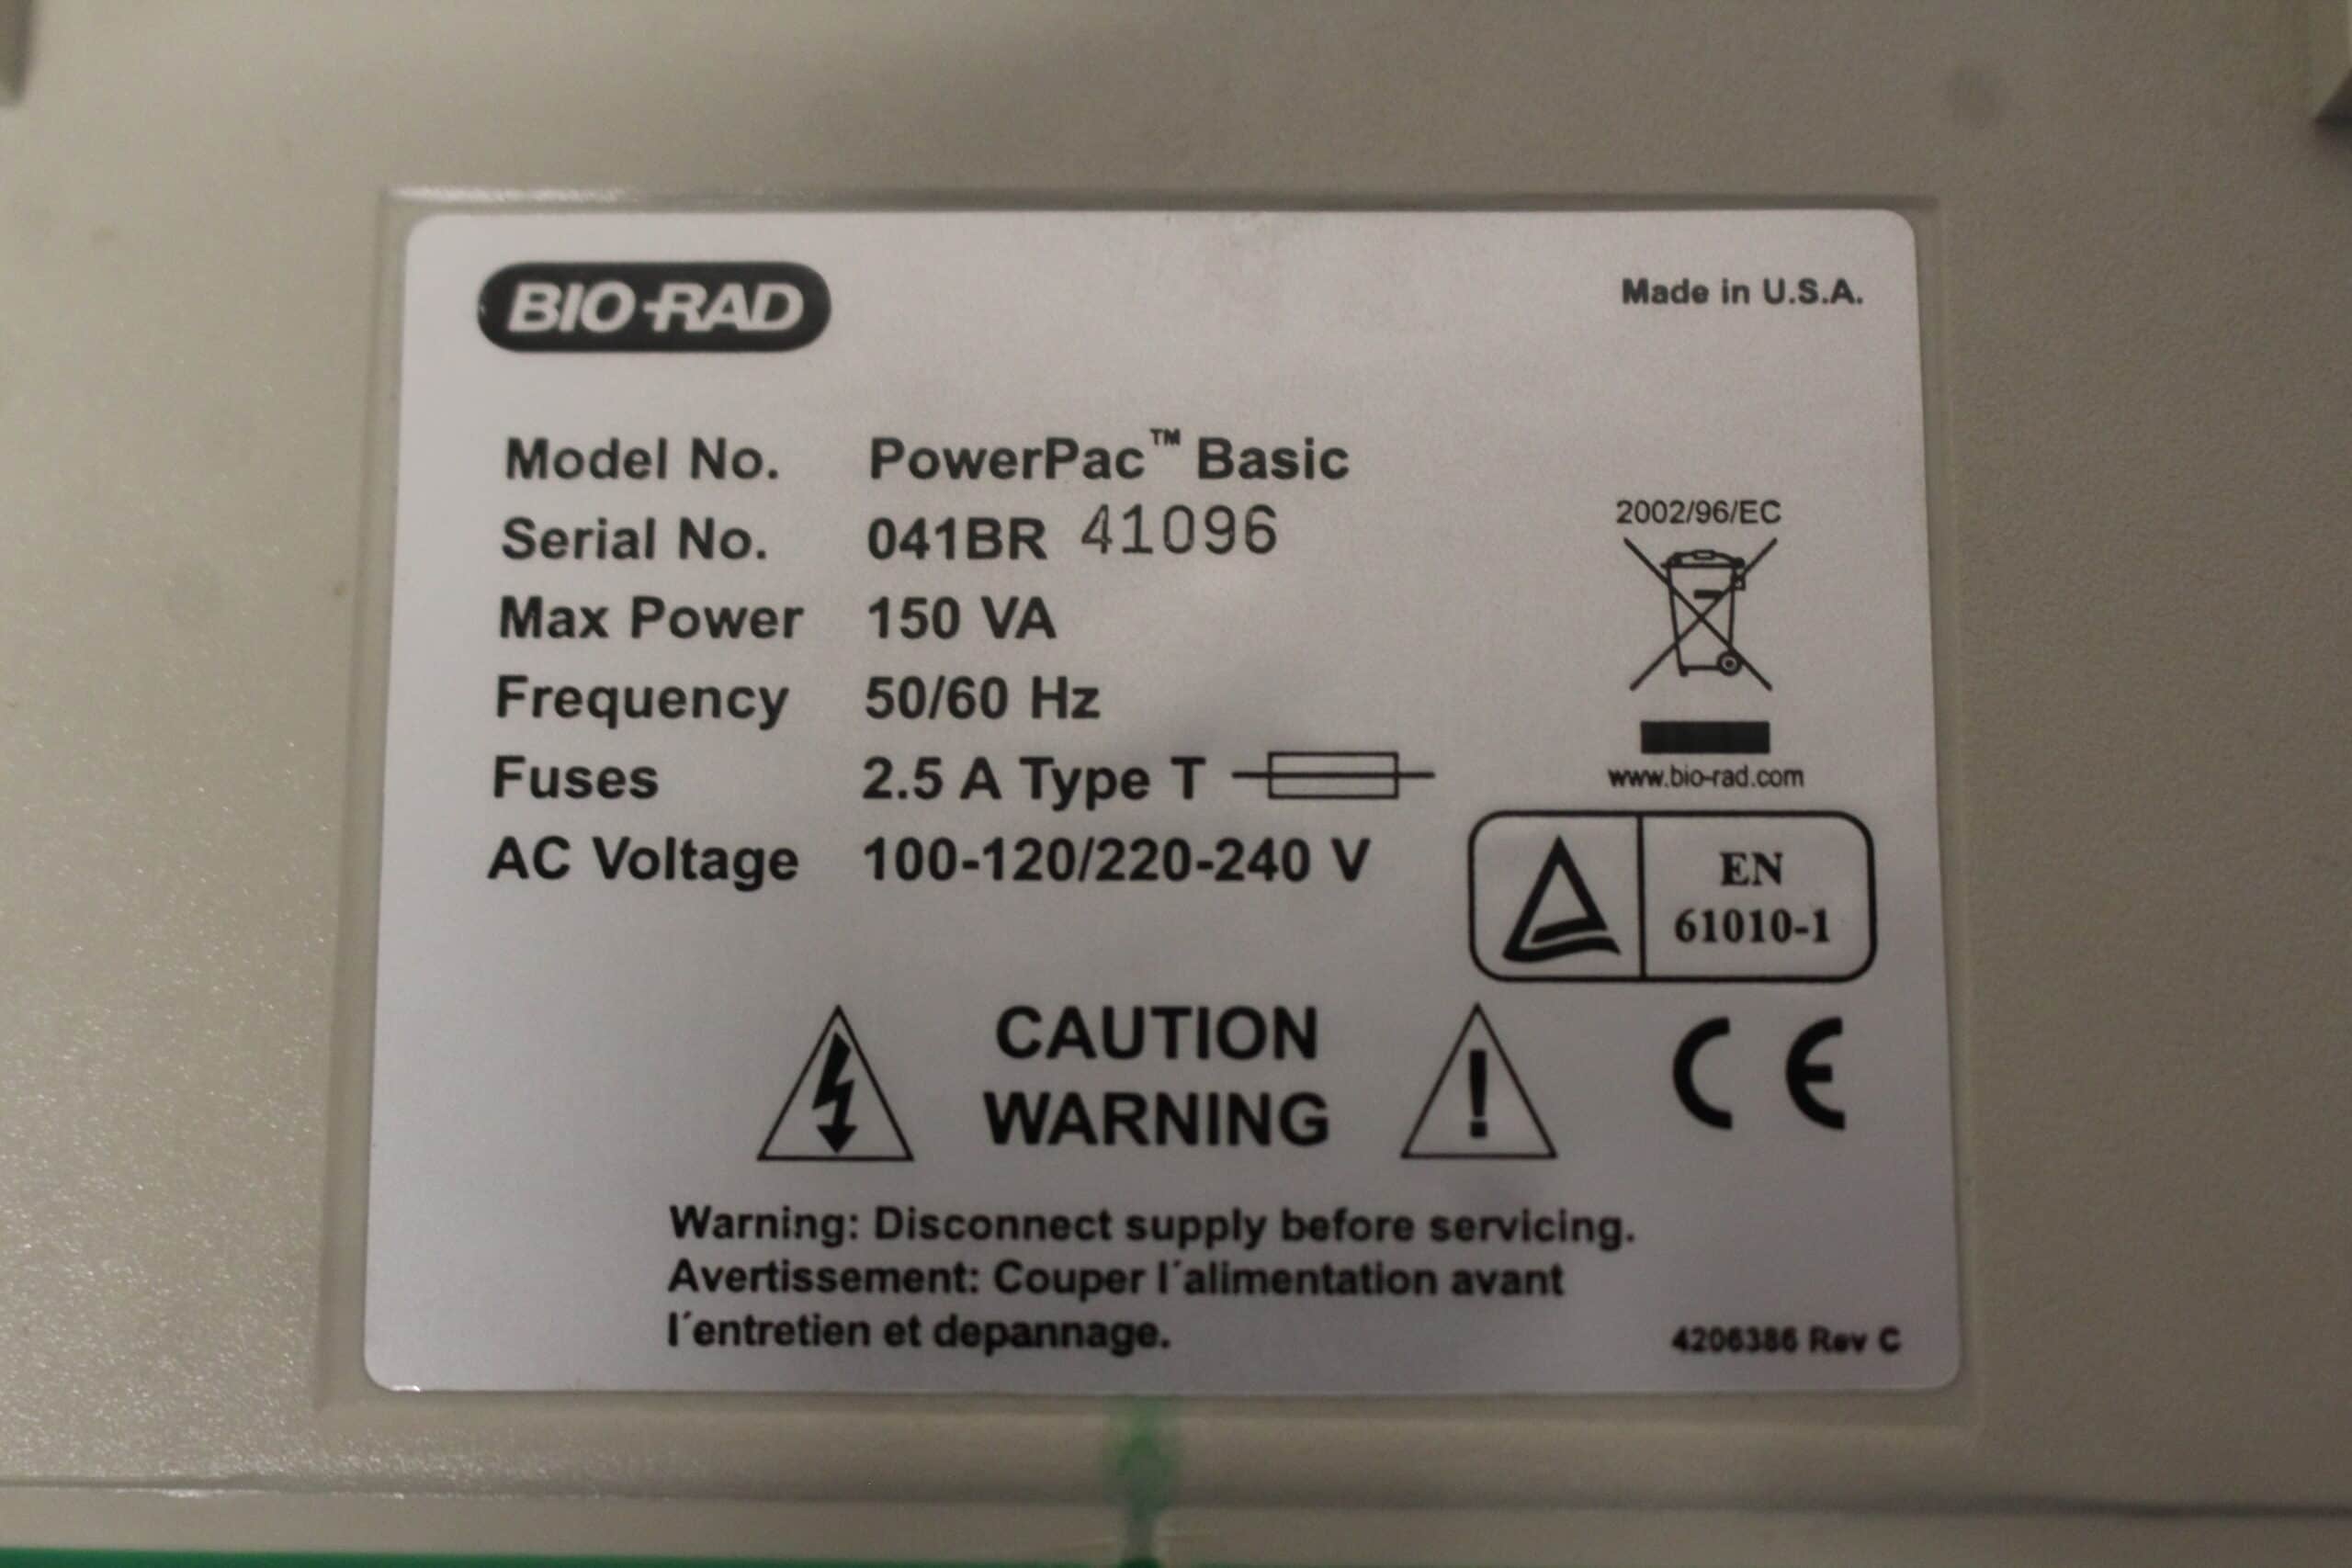 BIO-RAD
Made in U.S.A.
Model No. PowerPac™ Basic
Serial No. 041BR 41096
Max Power 150 VA
Frequency 50/60 Hz
Fuses 2.5 A Type T
AC Voltage 100-120/220-240 V
2002/96/EC
www.bio-rad.com
EN
61010-1
CAUTION
WARNING
CE
Warning: Disconnect supply before servicing.
Avertissement: Couper l´alimentation avant
l´entretien et depannage.
4206386 Rev C